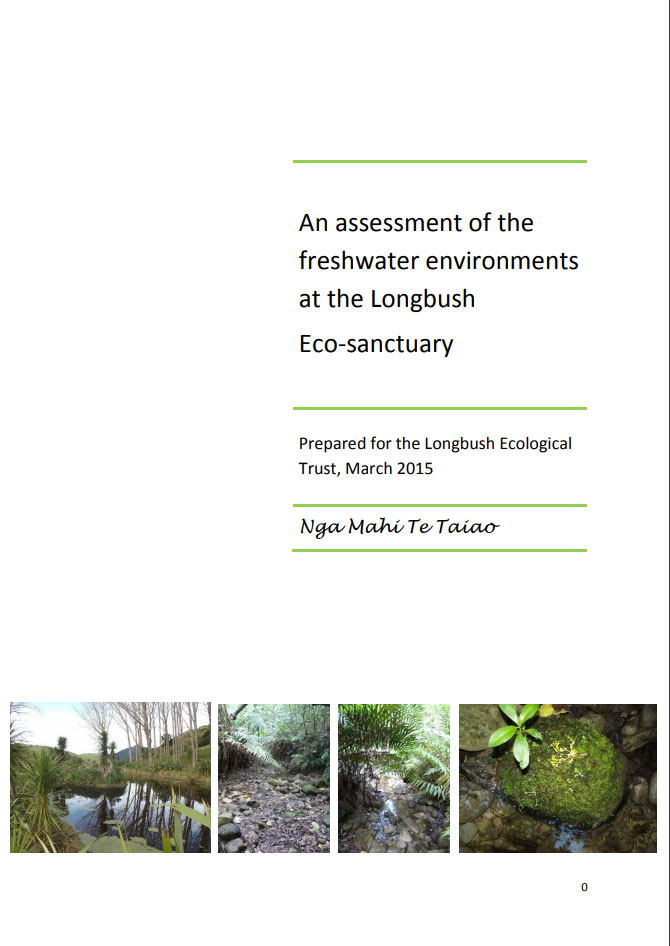 An assessment of the
freshwater environments
at the Longbush
Eco-sanctuary
Prepared for the Longbush Ecological
Trust, March 2015
Nga Mahi Te Taiao
0